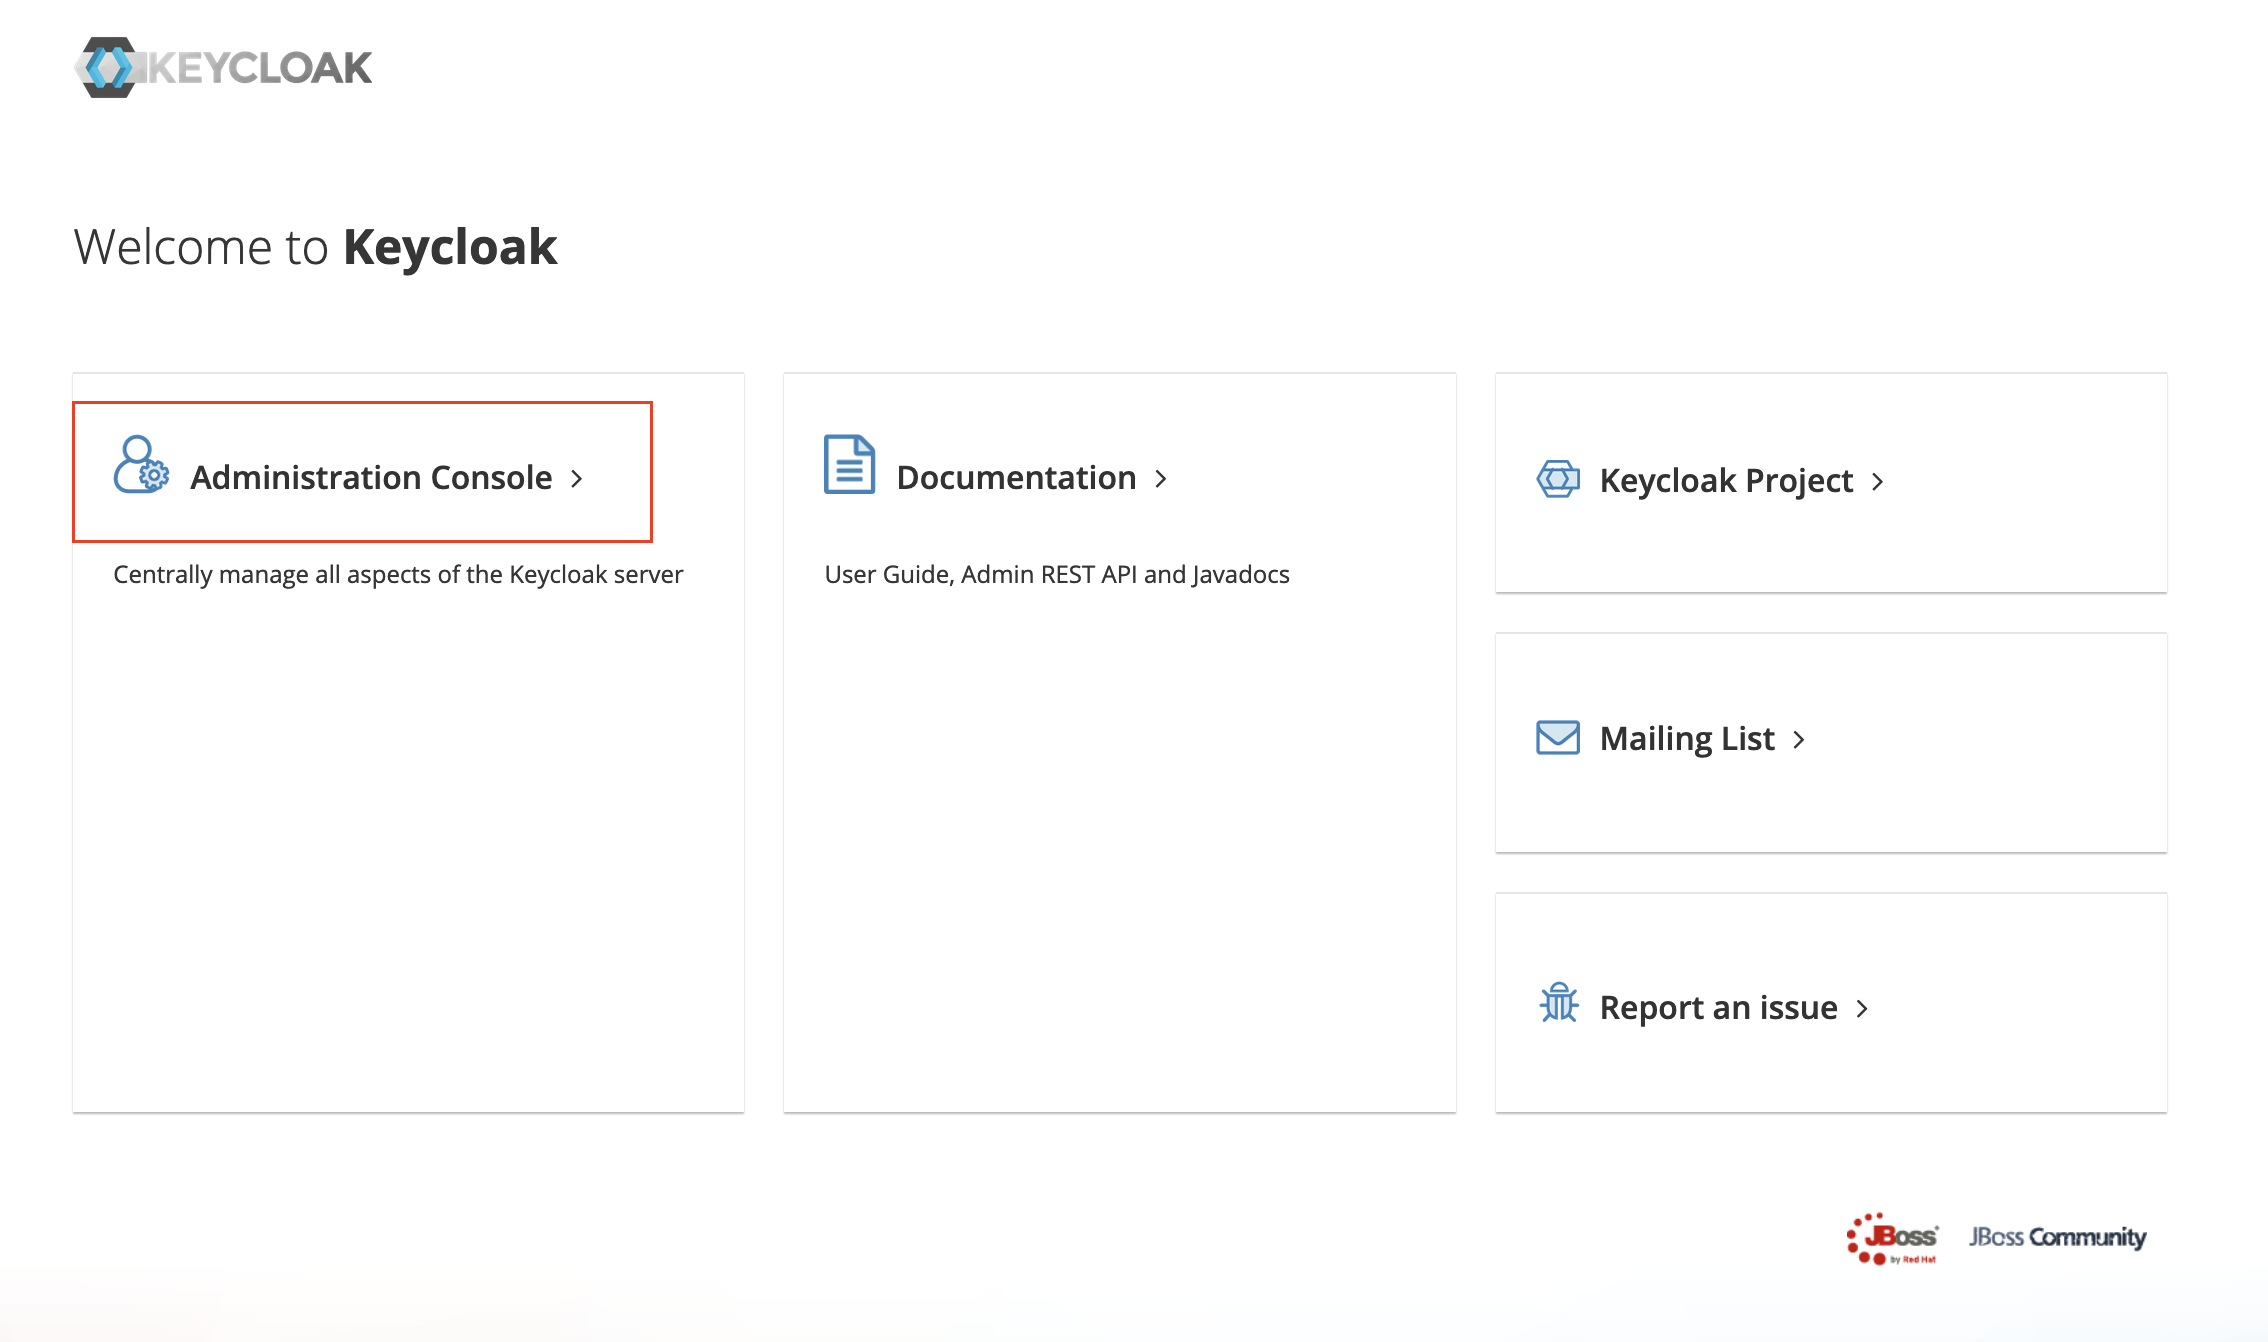 KEYCLOAK
Welcome to Keycloak
Administration Console
Centrally manage all aspects of the Keycloak server
Documentation
User Guide, Admin REST API and Javadocs
Keycloak Project
Mailing List
Report an issue
JBoss
by Red Hat
JBoss Community